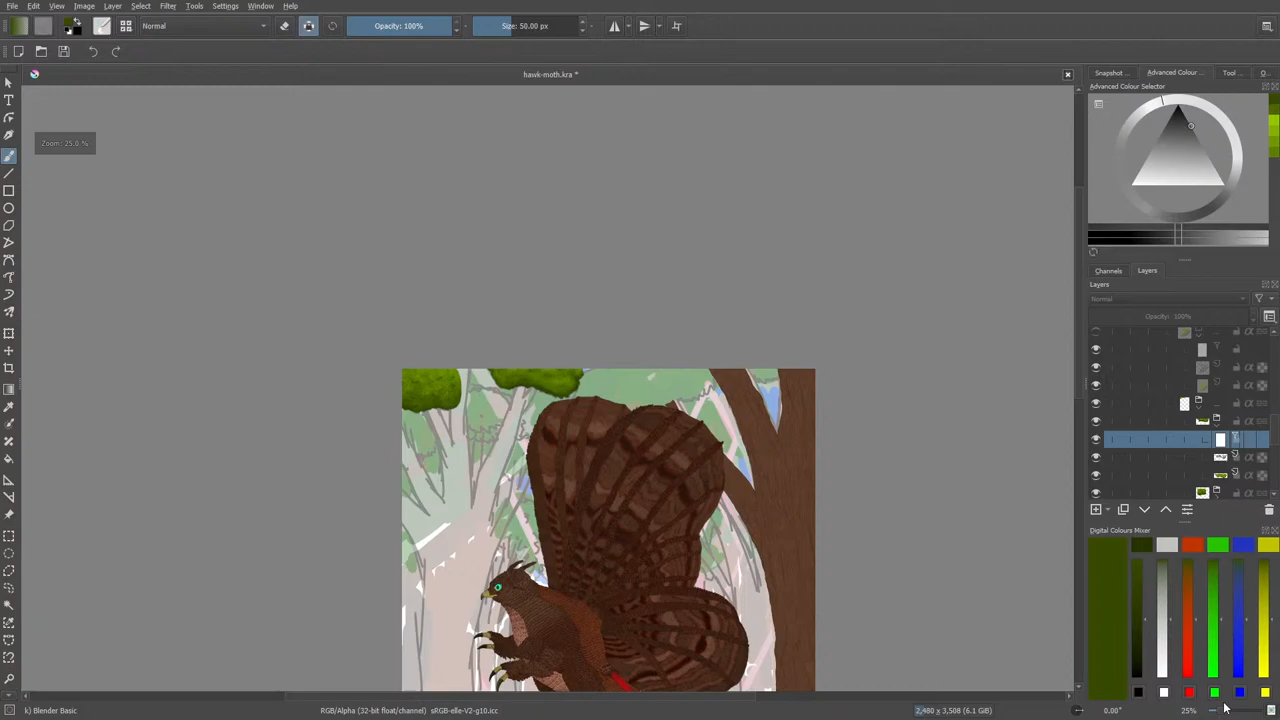 File Edit View Image Layer Select Filter Tools Settings Window Help
Normal Opacity: 100% Size: 50.00 px
hawk-moth.kra *
Snapshot ... Advanced Colour ... Tool ... O...
Advanced Colour Selector
Zoom: 25.0 %
Channels Layers
Layers
Normal
Opacity: 100%
Digital Colours Mixer
k) Blender Basic RGB/Alpha (32-bit float/channel) sRGB-elle-V2-g10.icc 2,480 x 3,508 (6.1 GiB) 0.00° 25%